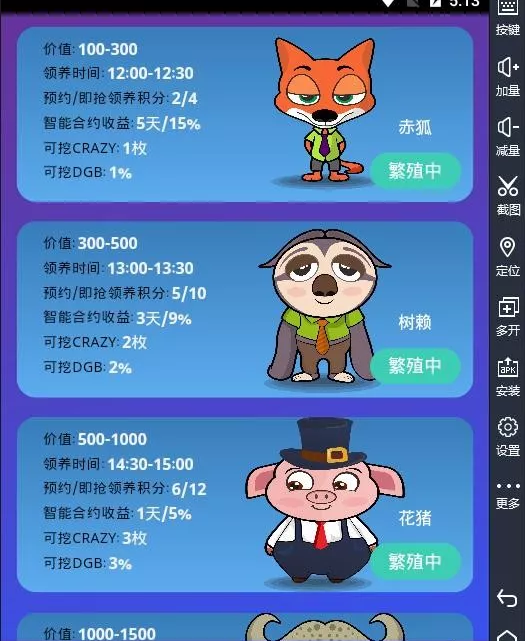 5:13
价值: 100-300
领养时间: 12:00-12:30
预约/即抢领养积分: 2/4
智能合约收益: 5天/15%
可挖CRAZY: 1枚
可挖DGB: 1%
赤狐
繁殖中
价值: 300-500
领养时间: 13:00-13:30
预约/即抢领养积分: 5/10
智能合约收益: 3天/9%
可挖CRAZY: 2枚
可挖DGB: 2%
树赖
繁殖中
价值: 500-1000
领养时间: 14:30-15:00
预约/即抢领养积分: 6/12
智能合约收益: 1天/5%
可挖CRAZY: 3枚
可挖DGB: 3%
花猪
繁殖中
价值: 1000-1500
按键
加量
减量
截图
定位
多开
APK
安装
设置
更多